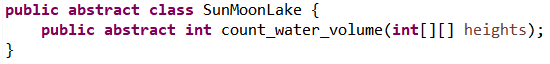 public abstract class SunMoonLake {
    public abstract int count_water_volume(int[][] heights);
}